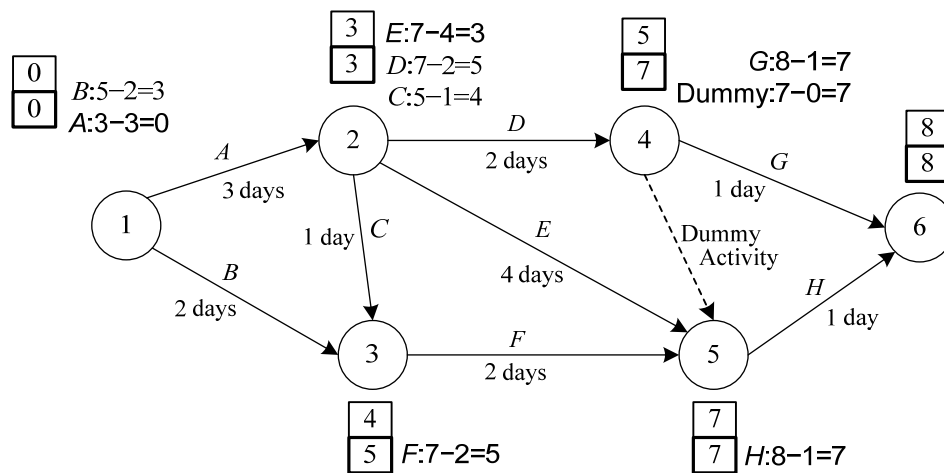 0
0
B:5−2=3
A:3−3=0
3
3
E:7−4=3
D:7−2=5
C:5−1=4
5
7
G:8−1=7
Dummy:7−0=7
8
8
1
A
3 days
2
D
2 days
4
G
1 day
6
B
2 days
1 day
C
E
4 days
Dummy
Activity
H
1 day
3
F
2 days
5
4
5
F:7−2=5
7
7
H:8−1=7